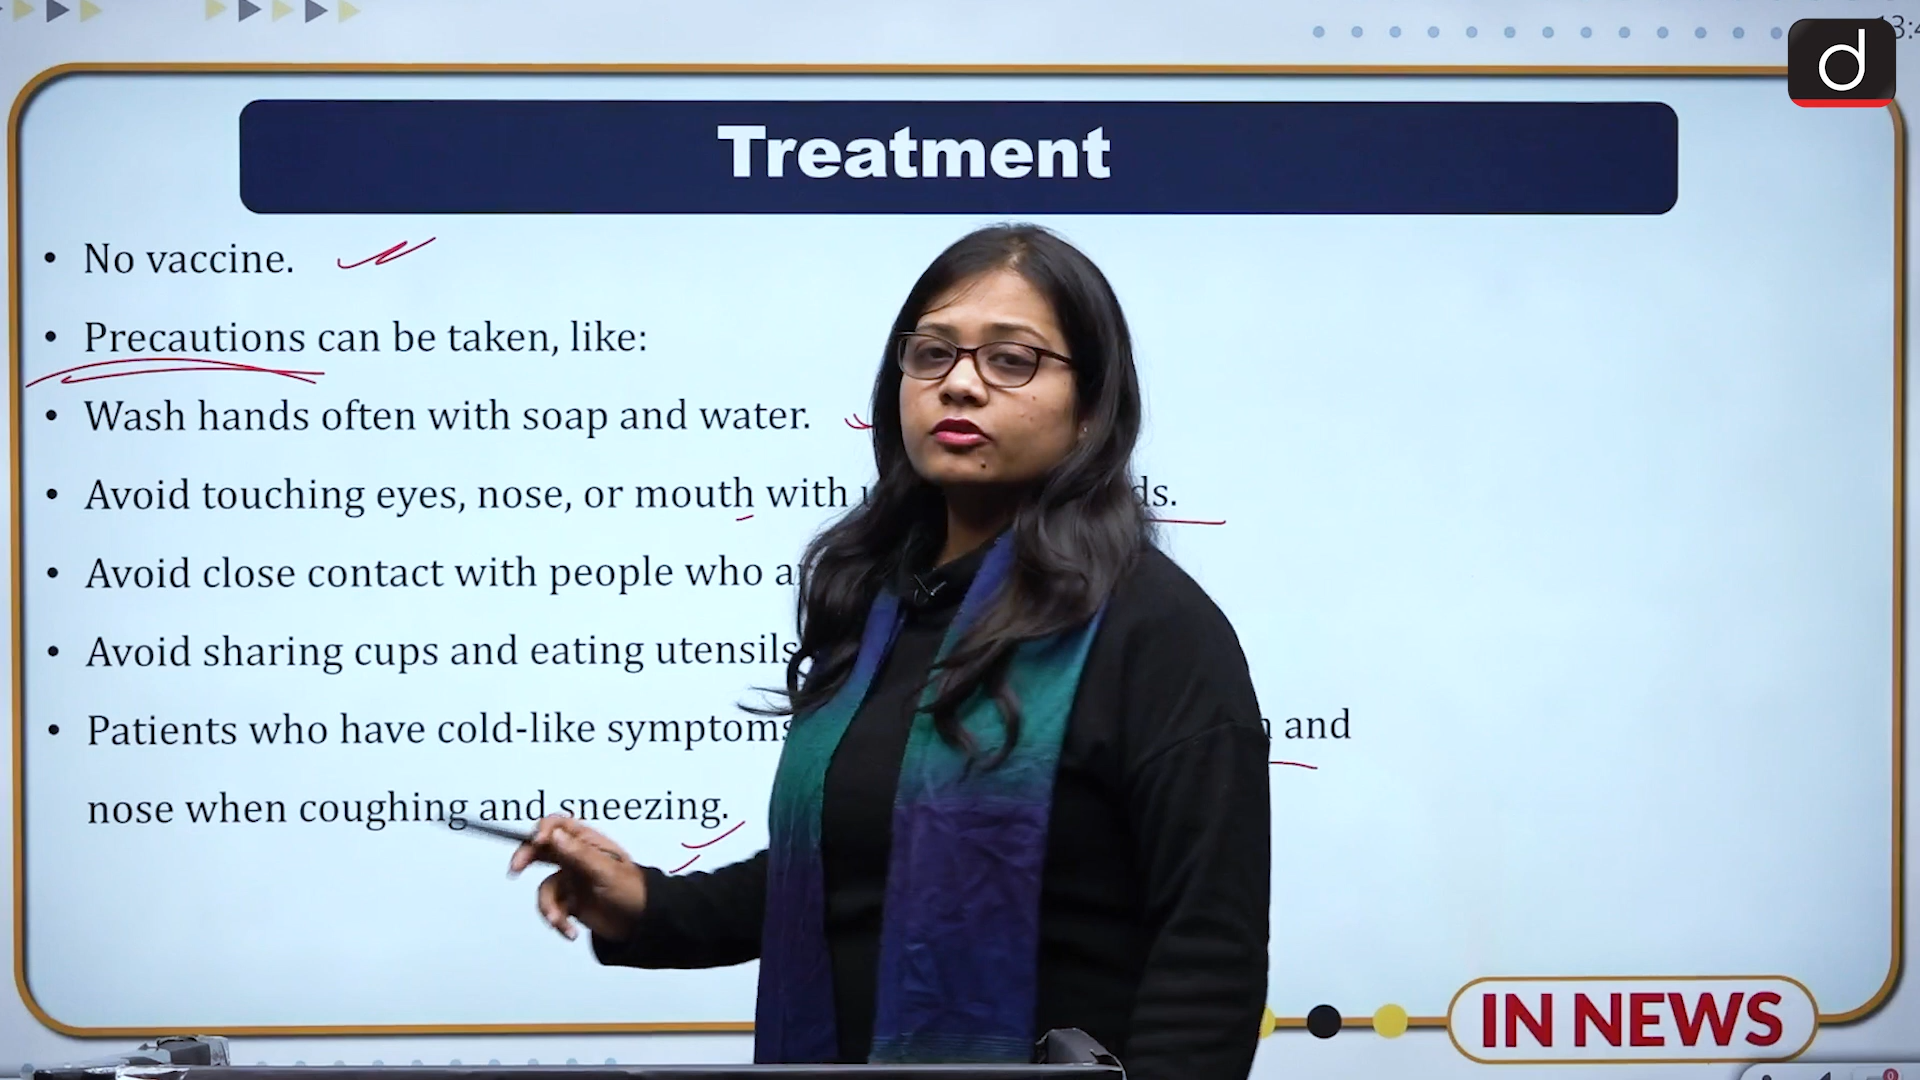 Treatment
• No vaccine.
• Precautions can be taken, like:
• Wash hands often with soap and water.
• Avoid touching eyes, nose, or mouth with
• Avoid close contact with people who
• Avoid sharing cups and eating utensils
• Patients who have cold-like symptoms and
nose when coughing and sneezing.
IN NEWS
d